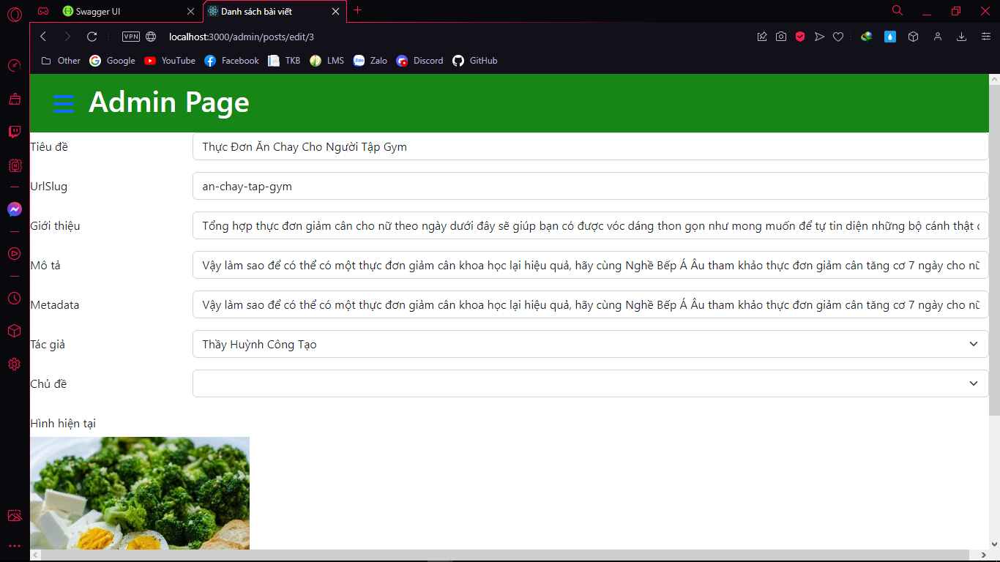 Swagger UI
Danh sách bài viết
VPN
localhost:3000/admin/posts/edit/3
Other
Google
YouTube
Facebook
TKB
LMS
Zalo
Discord
GitHub
Admin Page
Tiêu đề
Thực Đơn Ăn Chay Cho Người Tập Gym
UrlSlug
an-chay-tap-gym
Giới thiệu
Tổng hợp thực đơn giảm cân cho nữ theo ngày dưới đây sẽ giúp bạn có được vóc dáng thon gọn như mong muốn để tự tin diện những bộ cánh thật
Mô tả
Vậy làm sao để có thể có một thực đơn giảm cân khoa học lại hiệu quả, hãy cùng Nghề Bếp Á Âu tham khảo thực đơn giảm cân tăng cơ 7 ngày cho nữ
Metadata
Vậy làm sao để có thể có một thực đơn giảm cân khoa học lại hiệu quả, hãy cùng Nghề Bếp Á Âu tham khảo thực đơn giảm cân tăng cơ 7 ngày cho nữ
Tác giả
Thầy Huỳnh Công Tạo
Chủ đề
Hình hiện tại